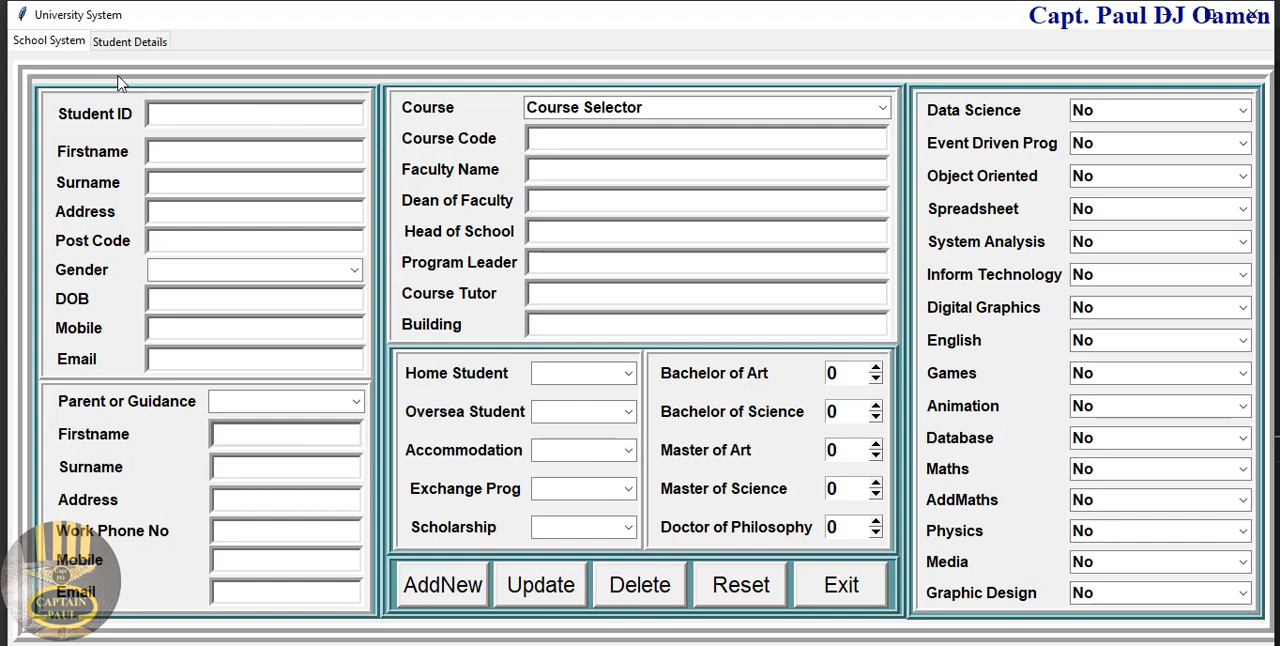 University System
Capt. Paul DJ Oamen
School System
Student Details
Student ID
Firstname
Surname
Address
Post Code
Gender
DOB
Mobile
Email
Parent or Guidance
Firstname
Surname
Address
Work Phone No
Mobile
Email
Capt
PO
CAPTAIN
PAUL
Course
Course Selector
Course Code
Faculty Name
Dean of Faculty
Head of School
Program Leader
Course Tutor
Building
Home Student
Oversea Student
Accommodation
Exchange Prog
Scholarship
Bachelor of Art 0
Bachelor of Science 0
Master of Art 0
Master of Science 0
Doctor of Philosophy 0
AddNew Update Delete Reset Exit
Data Science No
Event Driven Prog No
Object Oriented No
Spreadsheet No
System Analysis No
Inform Technology No
Digital Graphics No
English No
Games No
Animation No
Database No
Maths No
AddMaths No
Physics No
Media No
Graphic Design No